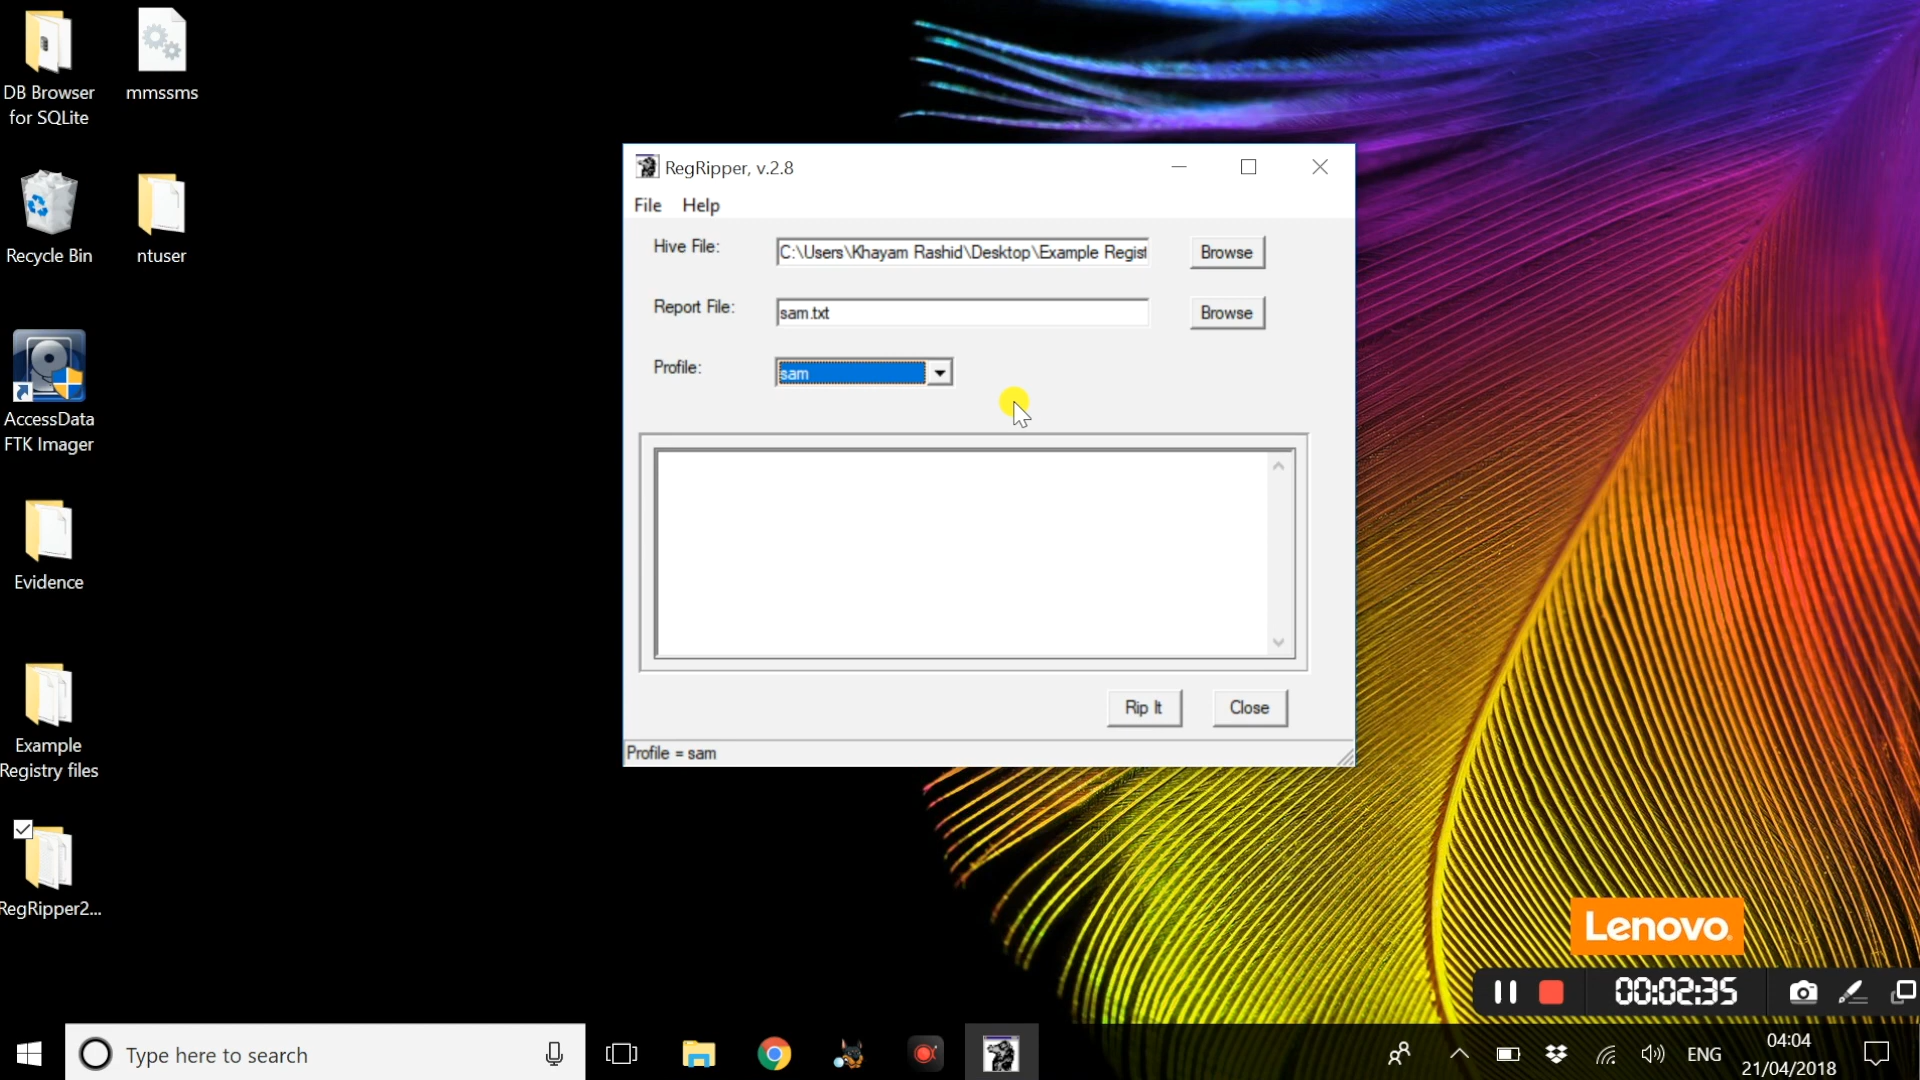 DB Browser
for SQLite
mmssms
Recycle Bin
ntuser
AccessData
FTK Imager
Evidence
Example
Registry files
RegRipper2...
RegRipper, v.2.8
File Help
Hive File:
C:\Users\Khayam Rashid\Desktop\Example Regist
Browse
Report File:
sam.txt
Browse
Profile:
sam
Rip It
Close
Profile = sam
Lenovo
00:02:35
Type here to search
ENG
04:04
21/04/2018